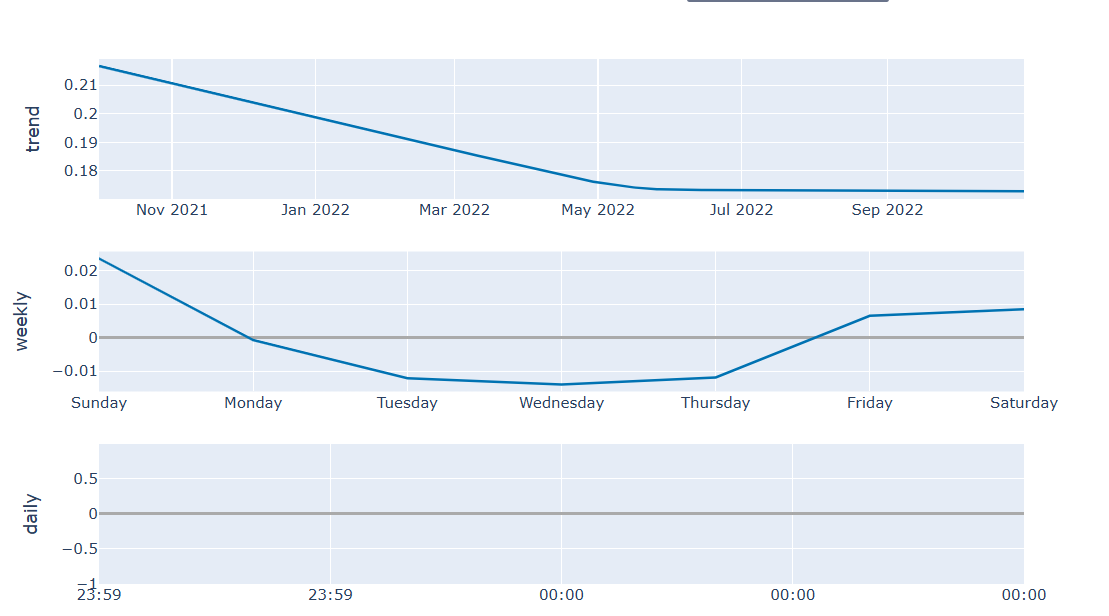 trend
0.21
0.2
0.19
0.18
Nov 2021 Jan 2022 Mar 2022 May 2022 Jul 2022 Sep 2022
weekly
0.02
0.01
0
−0.01
Sunday Monday Tuesday Wednesday Thursday Friday Saturday
daily
0.5
0
−0.5
−1
23:59 23:59 00:00 00:00 00:00